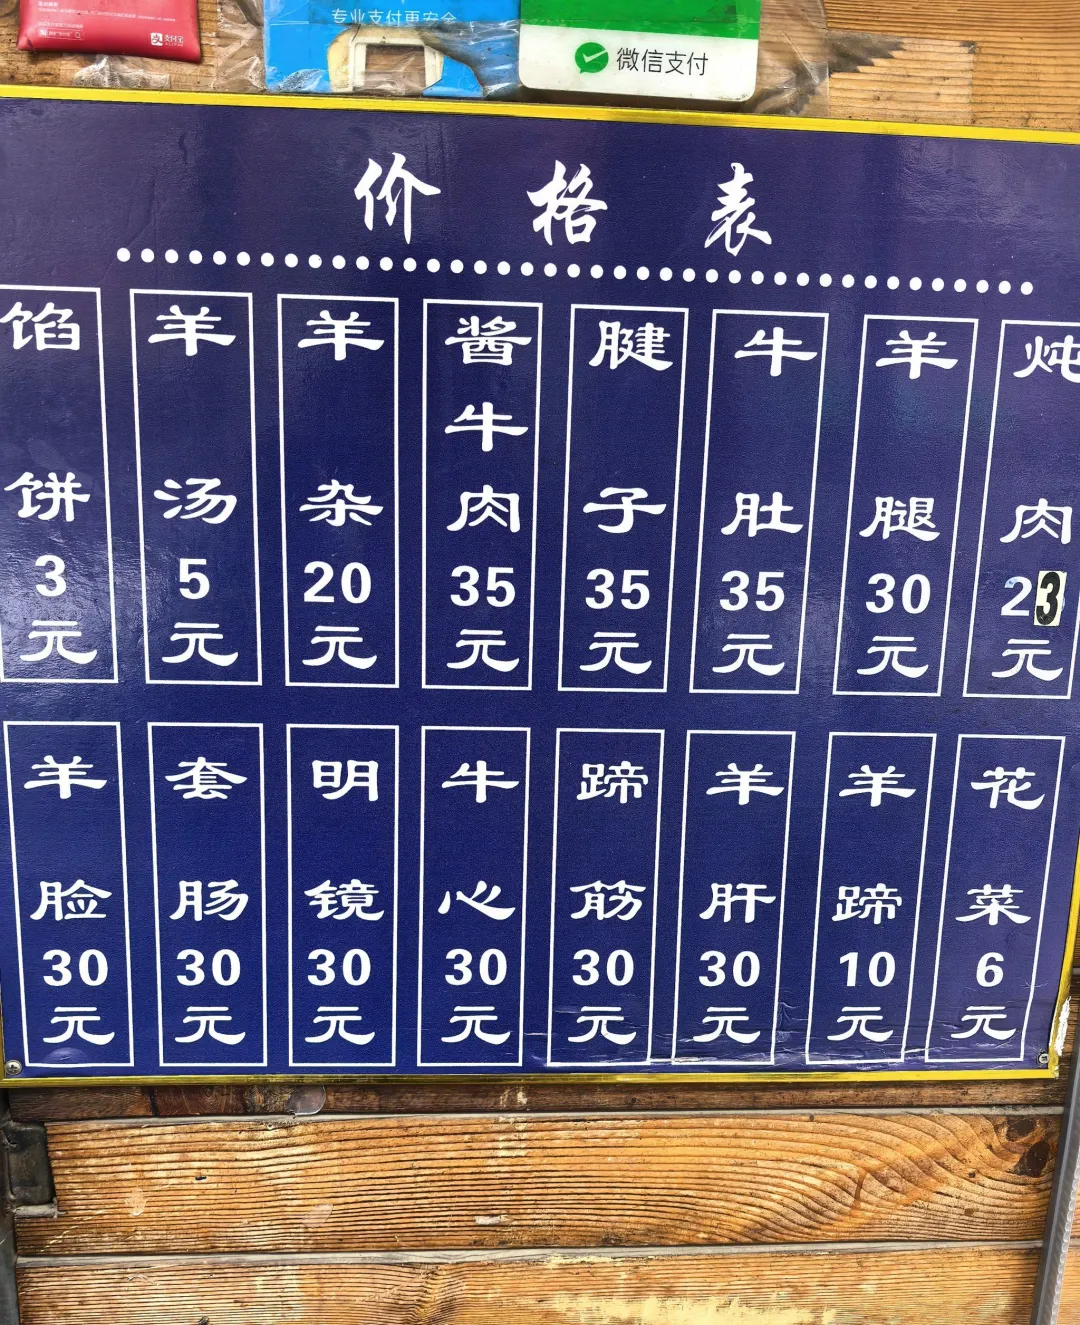 支付宝
专业支付更安全
微信支付
价格表
馅饼3元
羊汤5元
羊杂20元
酱牛肉35元
腱子35元
牛肚35元
羊腿30元
炖肉23元
羊脸30元
套肠30元
明镜30元
牛心30元
蹄筋30元
羊肝30元
羊蹄10元
花菜6元